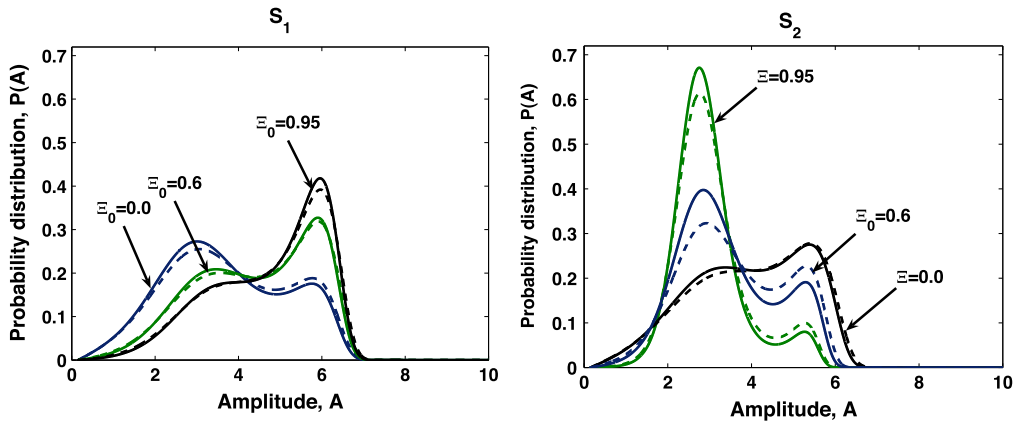 S1
Probability distribution, P(A)
0.7
0.6
0.5
0.4
0.3
0.2
0.1
0
Ξ0=0.95
Ξ0=0.6
Ξ0=0.0
0 2 4 6 8 10
Amplitude, A
S2
Probability distribution, P(A)
0.7
0.6
0.5
0.4
0.3
0.2
0.1
0
Ξ=0.95
Ξ0=0.6
Ξ=0.0
0 2 4 6 8 10
Amplitude, A